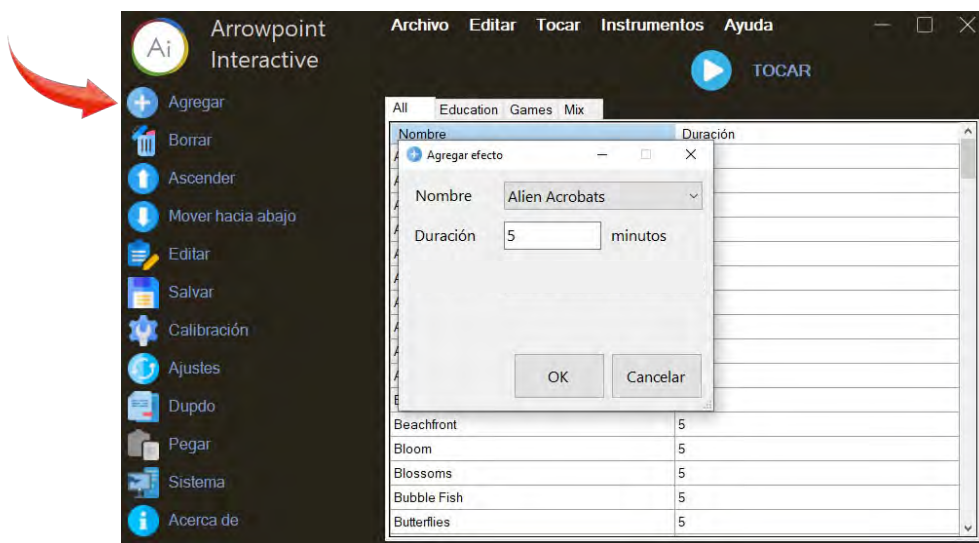 Ai
Arrowpoint
Interactive
Archivo Editar Tocar Instrumentos Ayuda
TOCAR
Agregar
Borrar
Ascender
Mover hacia abajo
Editar
Salvar
Calibración
Ajustes
Dupdo
Pegar
Sistema
Acerca de
All Education Games Mix
Nombre Duración
Agregar efecto
Nombre Alien Acrobats
Duración 5 minutos
OK Cancelar
Beachfront 5
Bloom 5
Blossoms 5
Bubble Fish 5
Butterflies 5